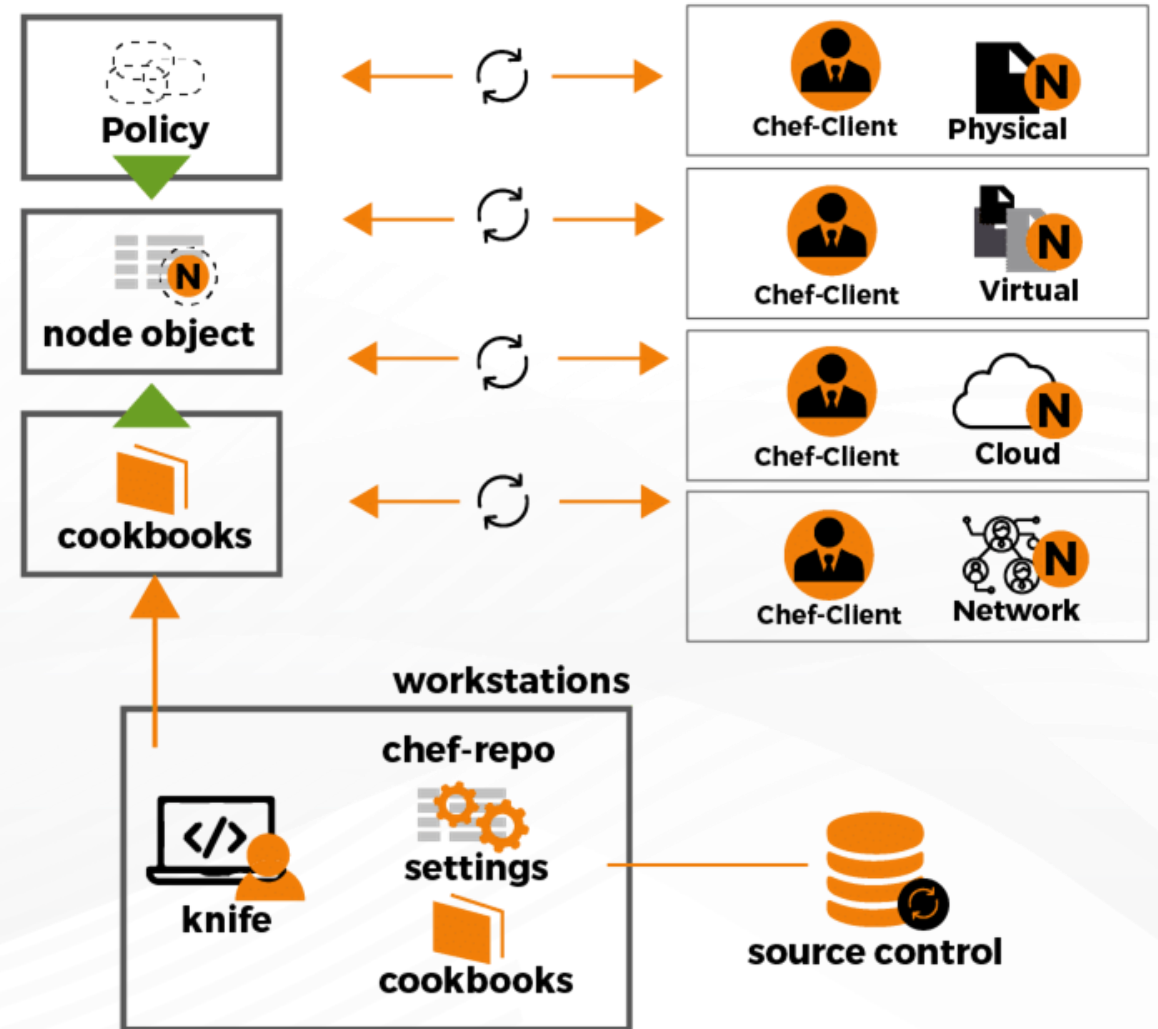 Policy
Chef-Client
Physical
N
node object
N
Chef-Client
Virtual
N
Chef-Client
Cloud
N
cookbooks
Chef-Client
Network
N
workstations
chef-repo
</>
settings
knife
cookbooks
source control